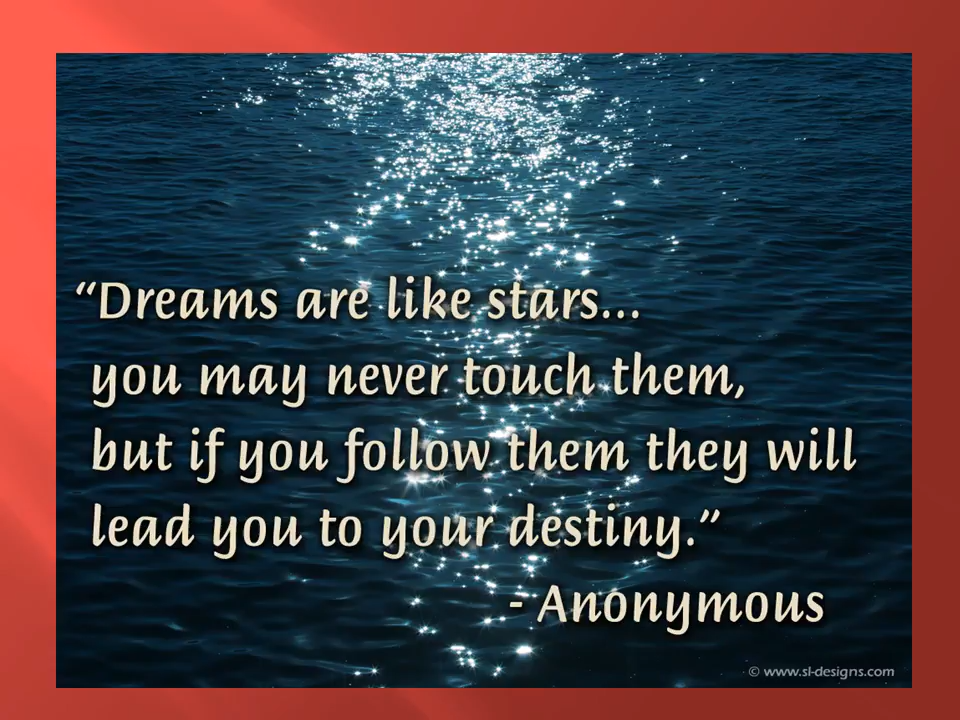 “Dreams are like stars...
you may never touch them,
but if you follow them they will
lead you to your destiny.”
- Anonymous
© www.sl-designs.com